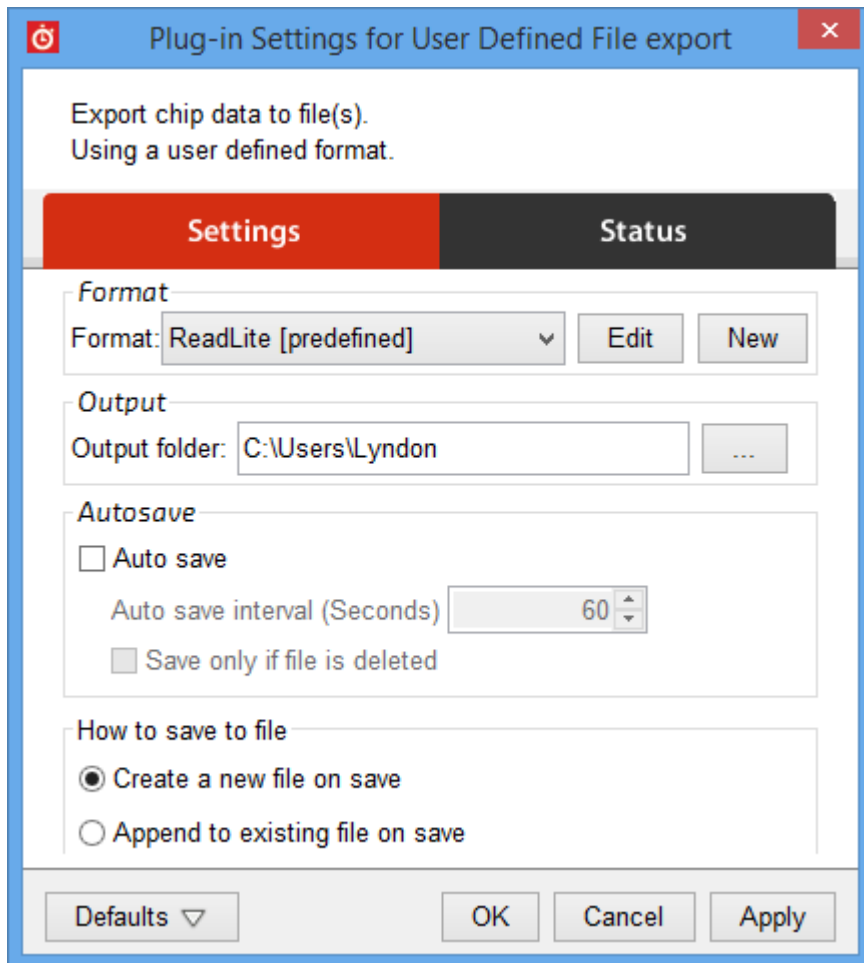 Plug-in Settings for User Defined File export
Export chip data to file(s).
Using a user defined format.
Settings Status
Format
Format: ReadLite [predefined] Edit New
Output
Output folder: C:\Users\Lyndon ...
Autosave
Auto save
Auto save interval (Seconds) 60
Save only if file is deleted
How to save to file
Create a new file on save
Append to existing file on save
Defaults OK Cancel Apply